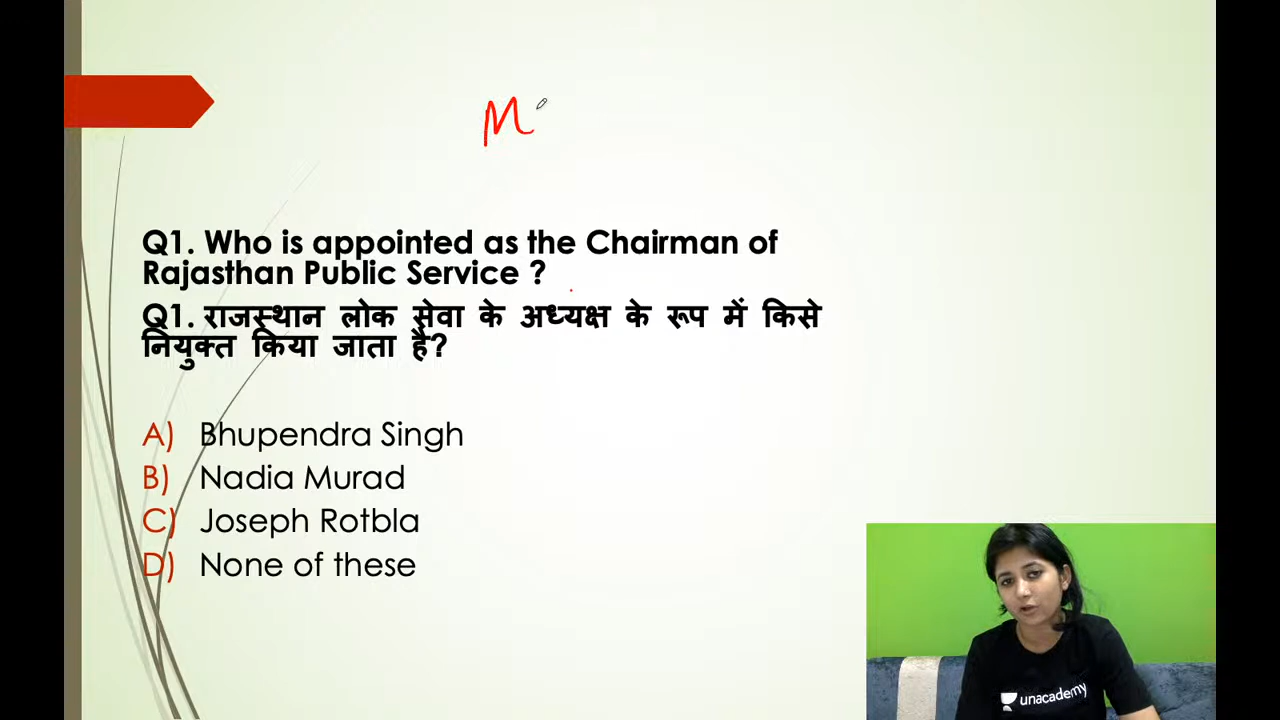 M
Q1. Who is appointed as the Chairman of
Rajasthan Public Service ?
Q1. राजस्थान लोक सेवा के अध्यक्ष के रूप में किसे
नियुक्त किया जाता है?
A) Bhupendra Singh
B) Nadia Murad
C) Joseph Rotbla
D) None of these
unacademy